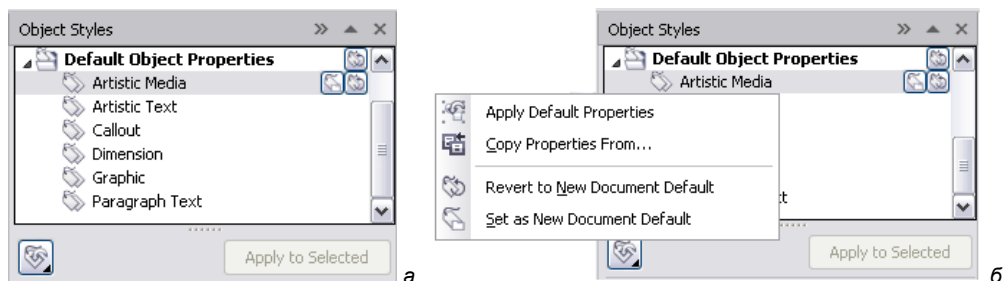 Object Styles
Default Object Properties
Artistic Media
Artistic Text
Callout
Dimension
Graphic
Paragraph Text
Apply to Selected
а
Object Styles
Default Object Properties
Artistic Media
Apply Default Properties
Copy Properties From...
Revert to New Document Default
Set as New Document Default
xt
Apply to Selected
б